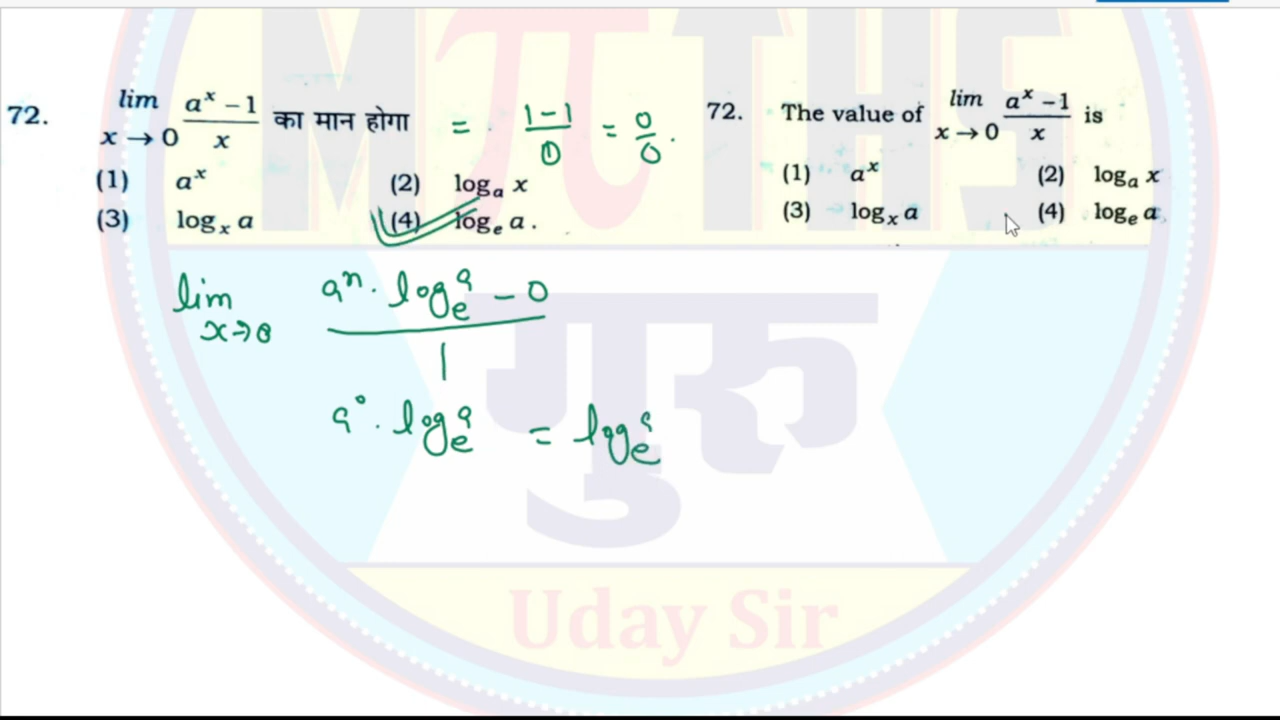 MπTHS
72. lim x → 0 (a^x − 1)/x का मान होगा = (1−1)/0 = 0/0.
(1) a^x (2) log_a x
(3) log_x a (4) log_e a.
72. The value of lim x → 0 (a^x − 1)/x is
(1) a^x (2) log_a x
(3) log_x a (4) log_e a
lim x→0 (a^x · log_e a − 0)/1
a^0 · log_e a = log_e a
गुरु
Uday Sir